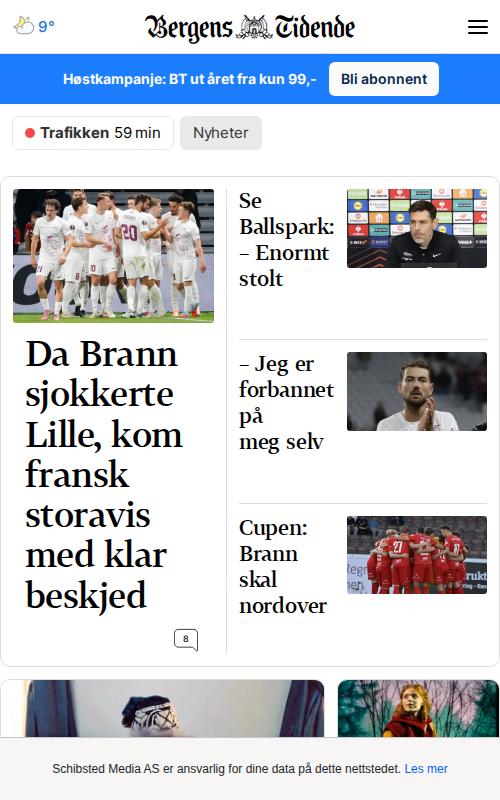 9°
Bergens Tidende
Høstkampanje: BT ut året fra kun 99,-
Bli abonnent
Trafikken 59 min
Nyheter
Da Brann
sjokkerte
Lille, kom
fransk
storavis
med klar
beskjed
8
Se
Ballspark:
– Enormt
stolt
– Jeg er
forbannet
på
meg selv
Cupen:
Brann
skal
nordover
Schibsted Media AS er ansvarlig for dine data på dette nettstedet. Les mer